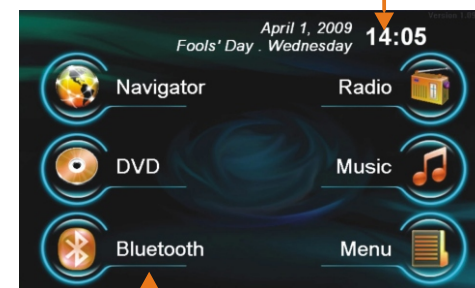 April 1, 2009
Fools' Day . Wednesday
14:05
Navigator
Radio
DVD
Music
Bluetooth
Menu